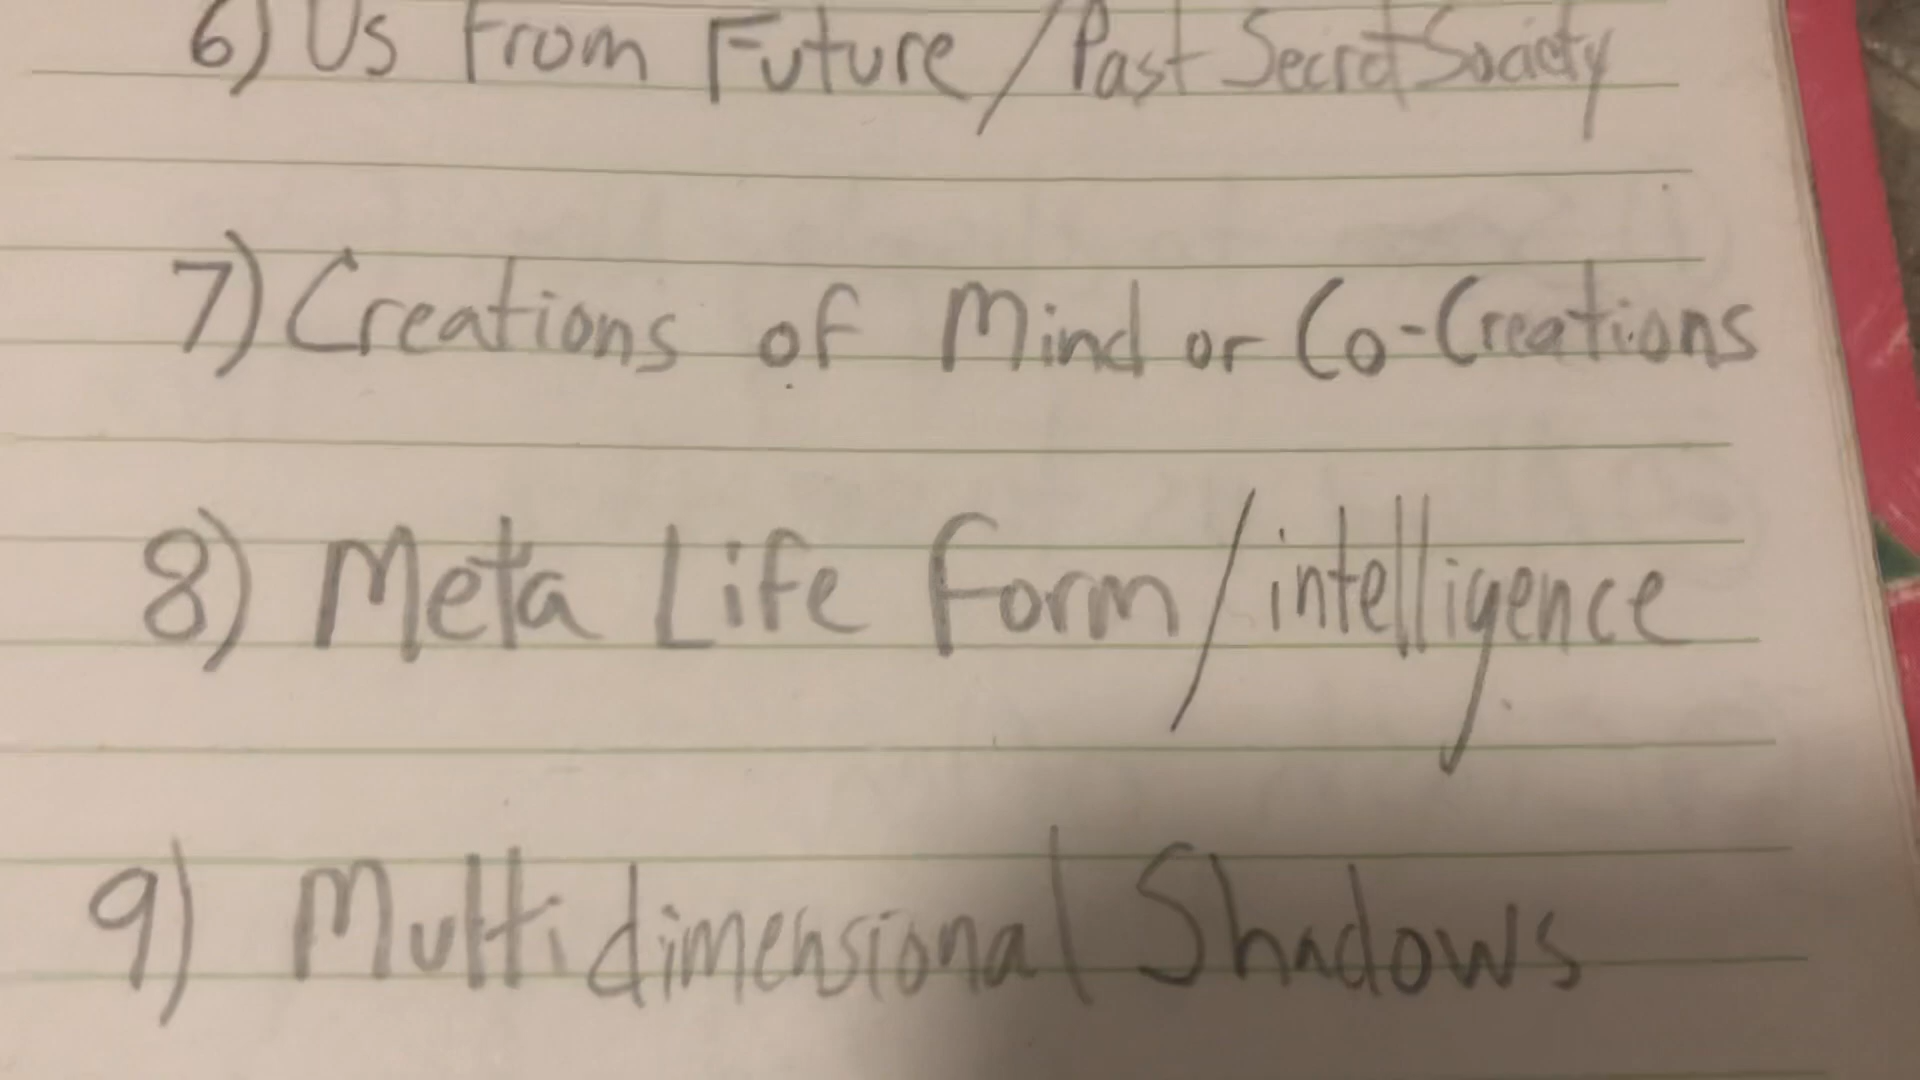 6) Us From Future / Past Secret Society
7) Creations of Mind or Co-Creations
8) Meta Life Form / intelligence
9) Multidimensional Shadows